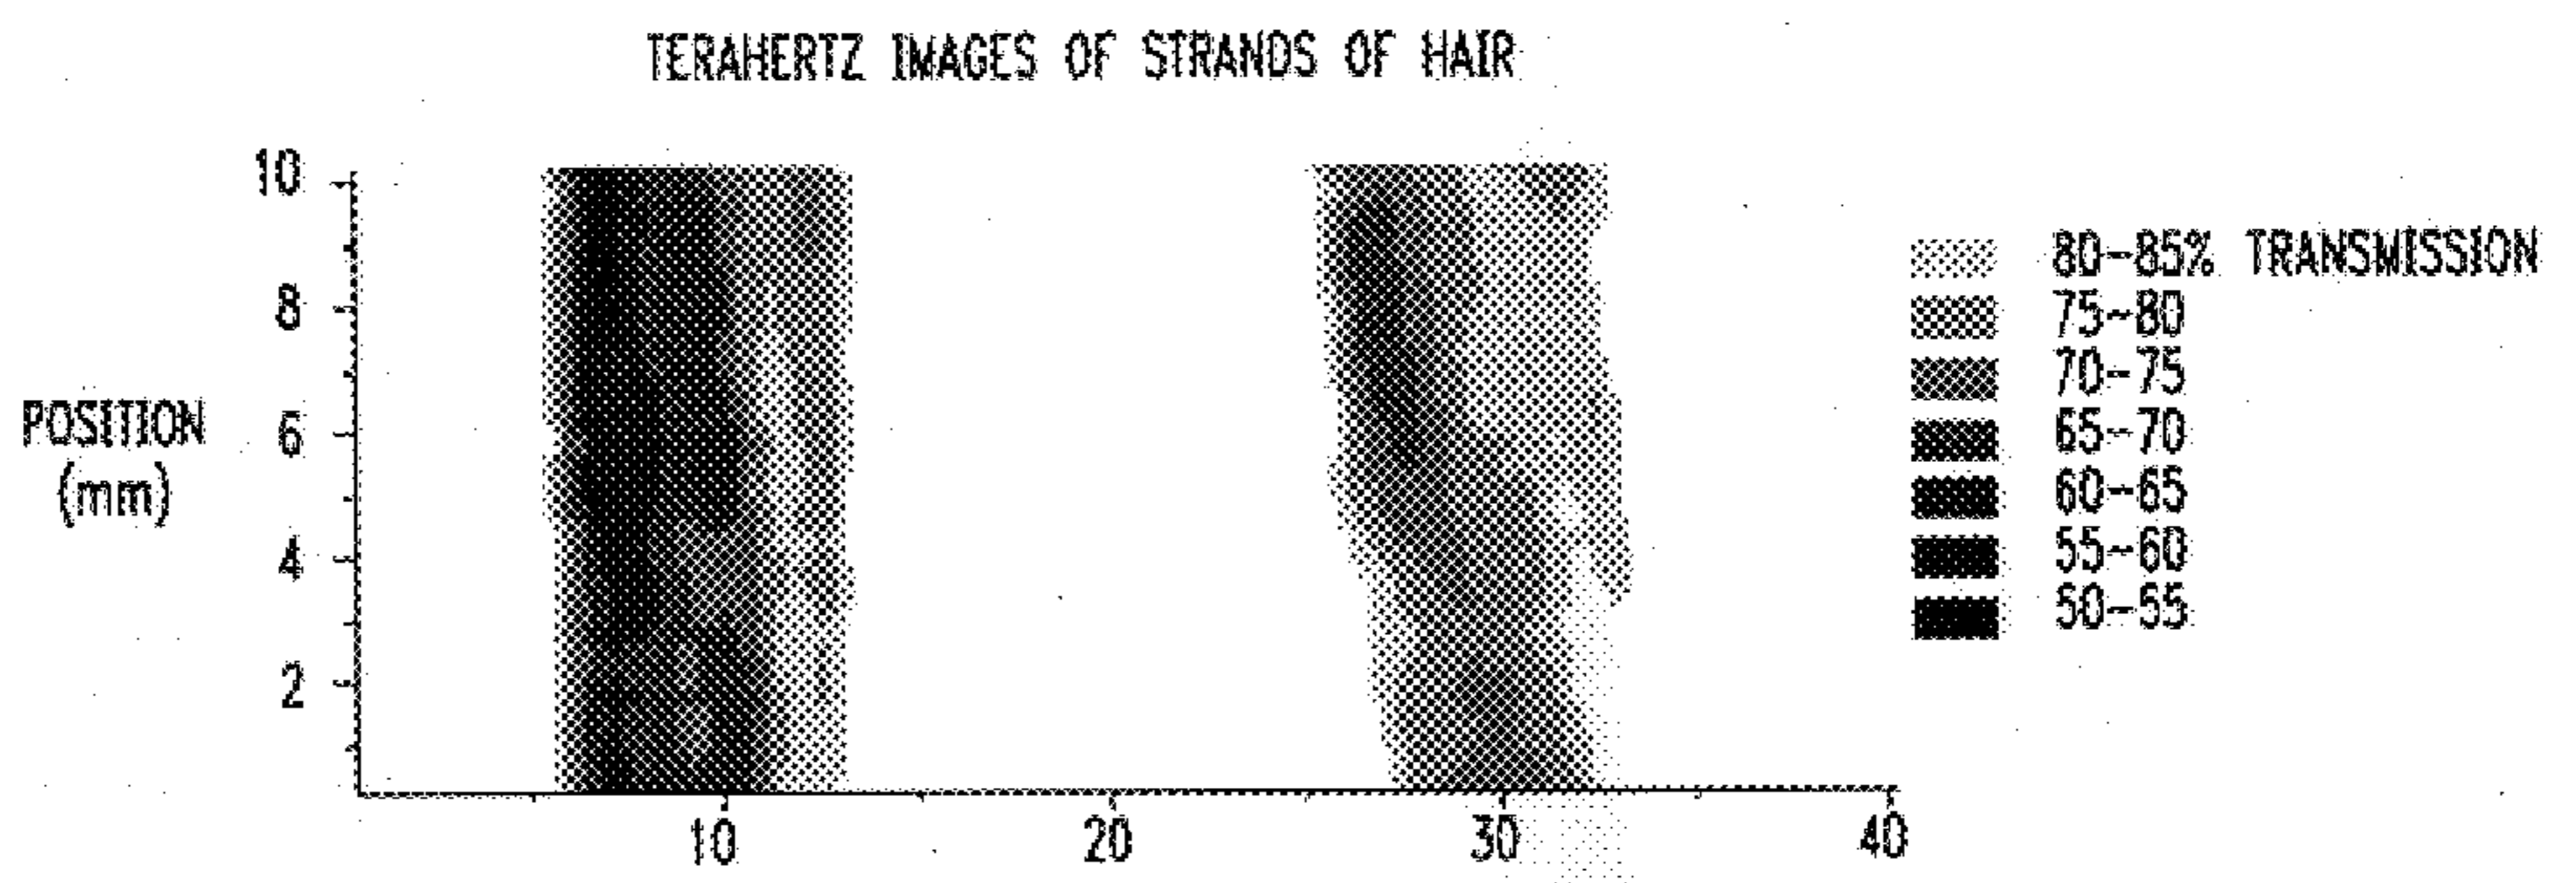 TERAHERTZ IMAGES OF STRANDS OF HAIR
10
8
6
4
2
POSITION
(mm)
10 20 30 40
80-85% TRANSMISSION
75-80
70-75
65-70
60-65
55-60
50-55